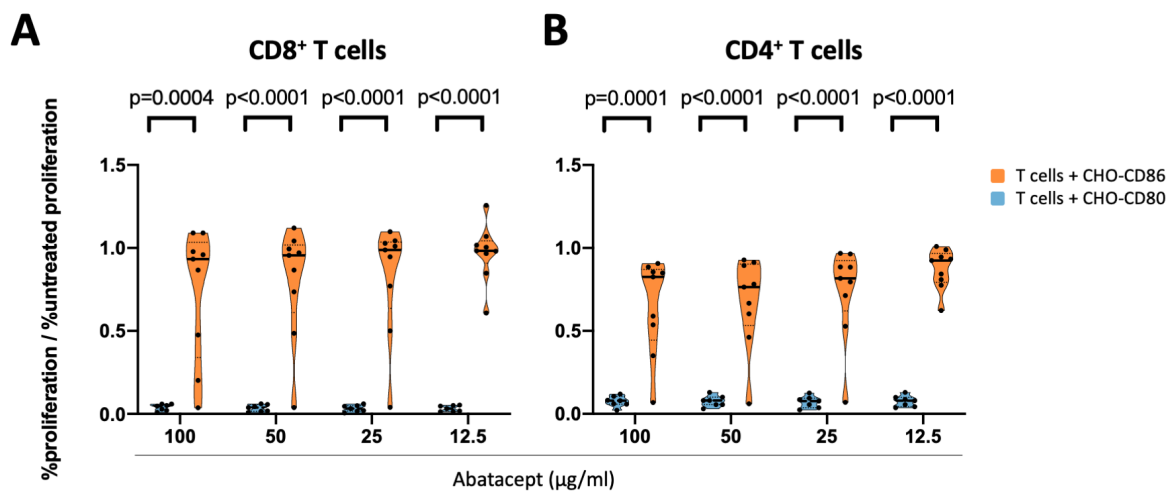 A
B
CD8⁺ T cells
CD4⁺ T cells
p=0.0004 p<0.0001 p<0.0001 p<0.0001
p=0.0001 p<0.0001 p<0.0001 p<0.0001
%proliferation / %untreated proliferation
1.5
1.0
0.5
0.0
100 50 25 12.5
1.5
1.0
0.5
0.0
100 50 25 12.5
T cells + CHO-CD86
T cells + CHO-CD80
Abatacept (µg/ml)